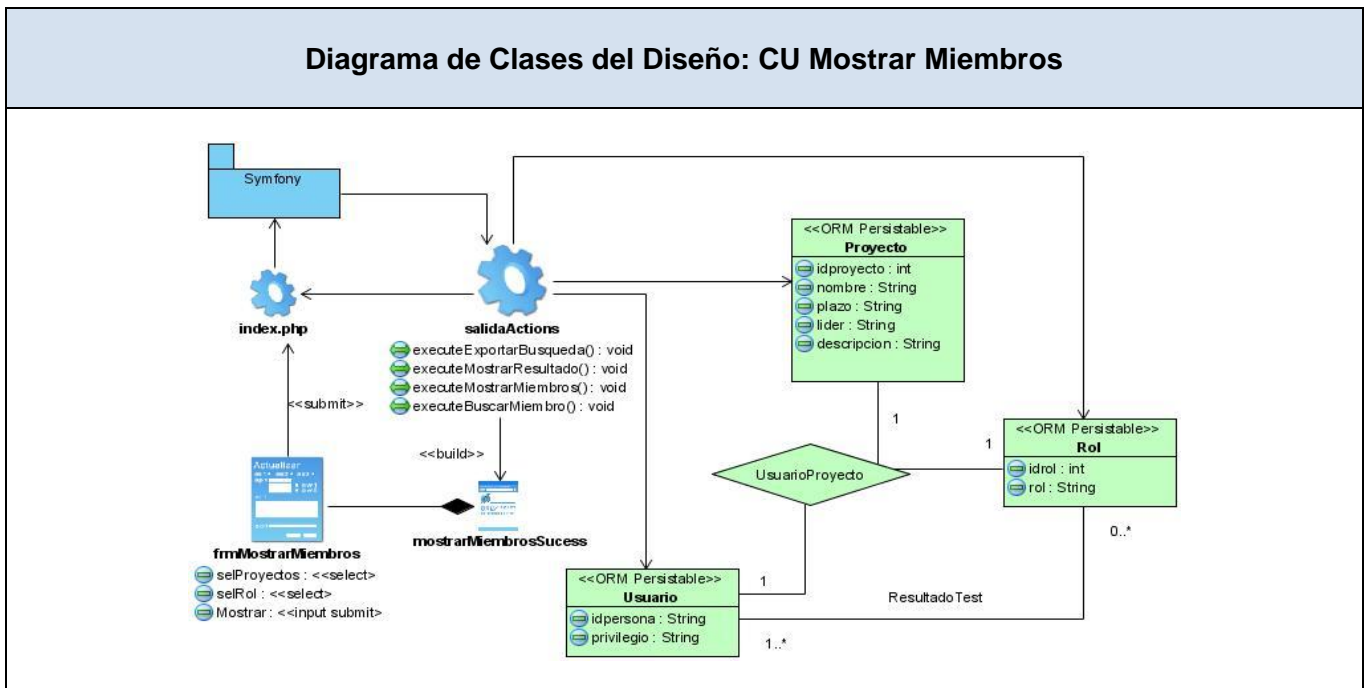 Diagrama de Clases del Diseño: CU Mostrar Miembros
Symfony
index.php
salidaActions
executeExportarBusqueda() : void
executeMostrarResultado() : void
executeMostrarMiembros() : void
executeBuscarMiembro() : void
<<submit>>
<<build>>
Actualizar
frmMostrarMiembros
selProyectos : <<select>
selRol : <<select>
Mostrar : <<input submit>
mostrarMiembrosSucess
<<ORM Persistable>>
Proyecto
idproyecto : int
nombre : String
plazo : String
lider : String
descripcion : String
1
UsuarioProyecto
1
<<ORM Persistable>>
Rol
idrol : int
rol : String
0..*
<<ORM Persistable>>
Usuario
idpersona : String
privilegio : String
1
ResultadoTest
1..*